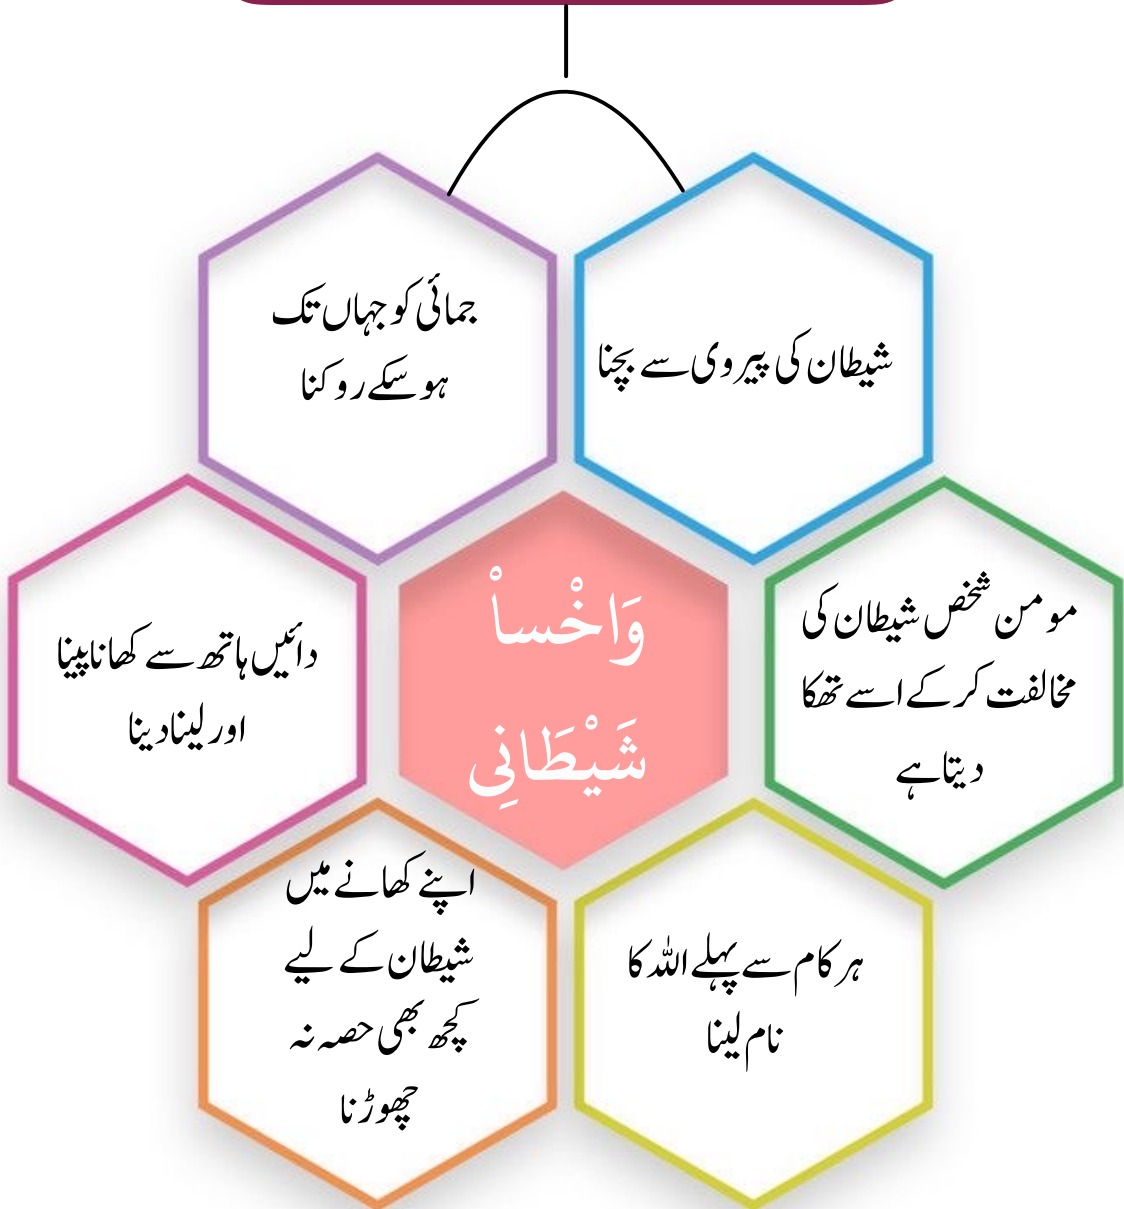 شیطان کی پیروی سے بچنا
جمائی کو جہاں تک
ہو سکے روکنا
مومن شخص شیطان کی
مخالفت کر کے اسے تھکا
دیتا ہے
وَاخْساْ
شَيْطَانِي
دائیں ہاتھ سے کھانا پینا
اور لینا دینا
ہر کام سے پہلے اللہ کا
نام لینا
اپنے کھانے میں
شیطان کے لیے
کچھ بھی حصہ نہ
چھوڑنا